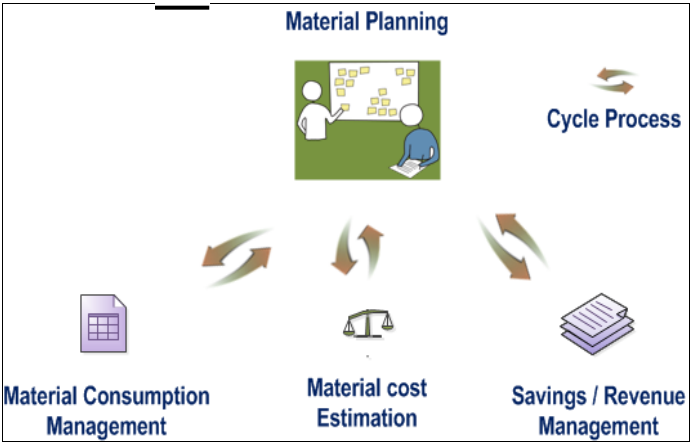 Material Planning
Cycle Process
Material Consumption
Management
Material cost
Estimation
Savings / Revenue
Management